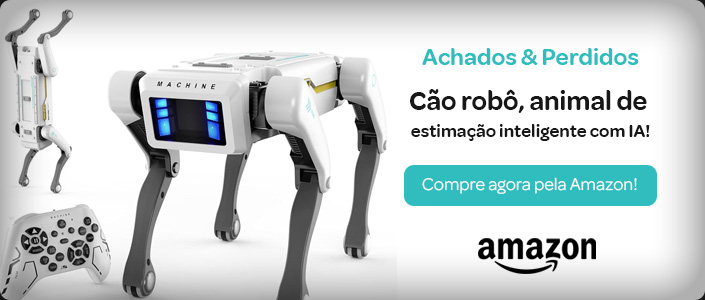 Achados & Perdidos
MACHINE
Cão robô, animal de
estimação inteligente com IA!
Compre agora pela Amazon!
amazon